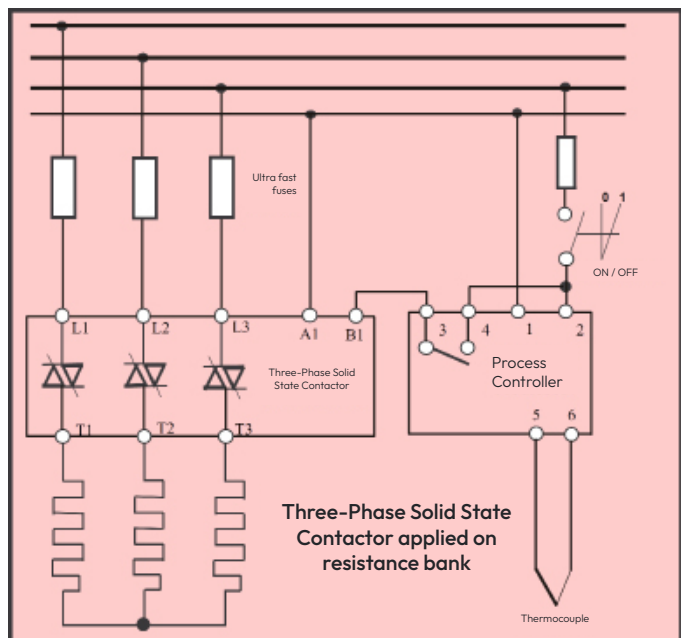 Ultra fast
fuses
0 1
ON / OFF
L1 L2 L3 A1 B1
3 4 1 2
Three-Phase Solid
State Contactor
Process
Controller
T1 T2 T3
5 6
Three-Phase Solid State
Contactor applied on
resistance bank
Thermocouple